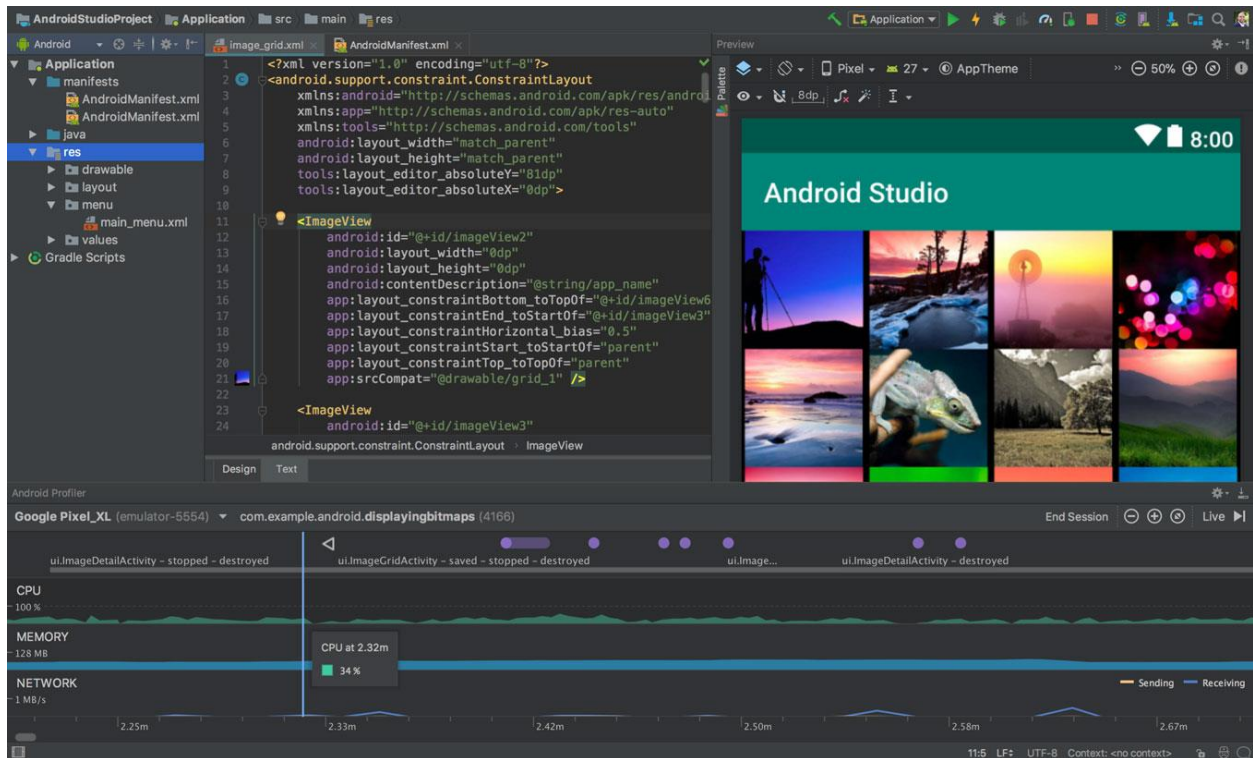 AndroidStudioProject Application src main res Application
Android image_grid.xml AndroidManifest.xml Preview
Application
manifests
AndroidManifest.xml
AndroidManifest.xml
java
res
drawable
layout
menu
main_menu.xml
values
Gradle Scripts
1 <?xml version="1.0" encoding="utf-8"?>
2 <android.support.constraint.ConstraintLayout
3 xmlns:android="http://schemas.android.com/apk/res/androi
4 xmlns:app="http://schemas.android.com/apk/res-auto"
5 xmlns:tools="http://schemas.android.com/tools"
6 android:layout_width="match_parent"
7 android:layout_height="match_parent"
8 tools:layout_editor_absoluteY="81dp"
9 tools:layout_editor_absoluteX="0dp">
10
11 <ImageView
12 android:id="@+id/imageView2"
13 android:layout_width="0dp"
14 android:layout_height="0dp"
15 android:contentDescription="@string/app_name"
16 app:layout_constraintBottom_toTopOf="@+id/imageView6
17 app:layout_constraintEnd_toStartOf="@+id/imageView3"
18 app:layout_constraintHorizontal_bias="0.5"
19 app:layout_constraintStart_toStartOf="parent"
20 app:layout_constraintTop_toTopOf="parent"
21 app:srcCompat="@drawable/grid_1" />
22
23 <ImageView
24 android:id="@+id/imageView3"
android.support.constraint.ConstraintLayout ImageView
Design Text
Palette
Pixel 27 AppTheme 50%
8dp
8:00
Android Studio
Android Profiler
Google Pixel_XL (emulator-5554) com.example.android.displayingbitmaps (4166) End Session Live
ui.ImageDetailActivity - stopped - destroyed ui.ImageGridActivity - saved - stopped - destroyed ui.Image... ui.ImageDetailActivity - destroyed
CPU
100 %
MEMORY
128 MB
CPU at 2.32m
34 %
NETWORK
1 MB/s
Sending Receiving
2.25m 2.33m 2.42m 2.50m 2.58m 2.67m
11:5 LF UTF-8 Context: <no context>